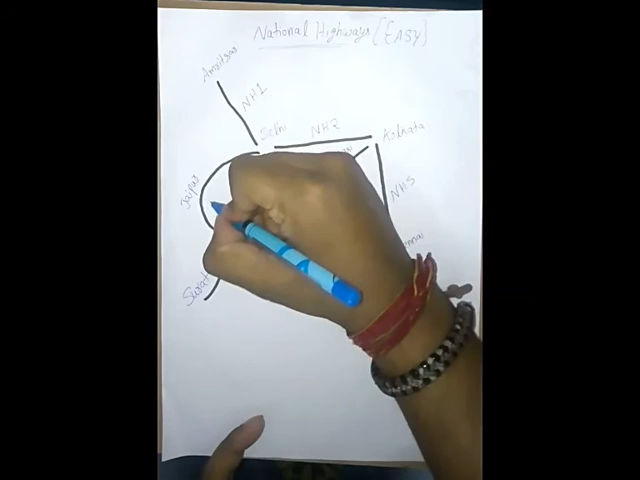 National Highways [EASY]
Amritsar
NH1
Delhi
NH2
Kolkata
Jaipur
NH5
Surat